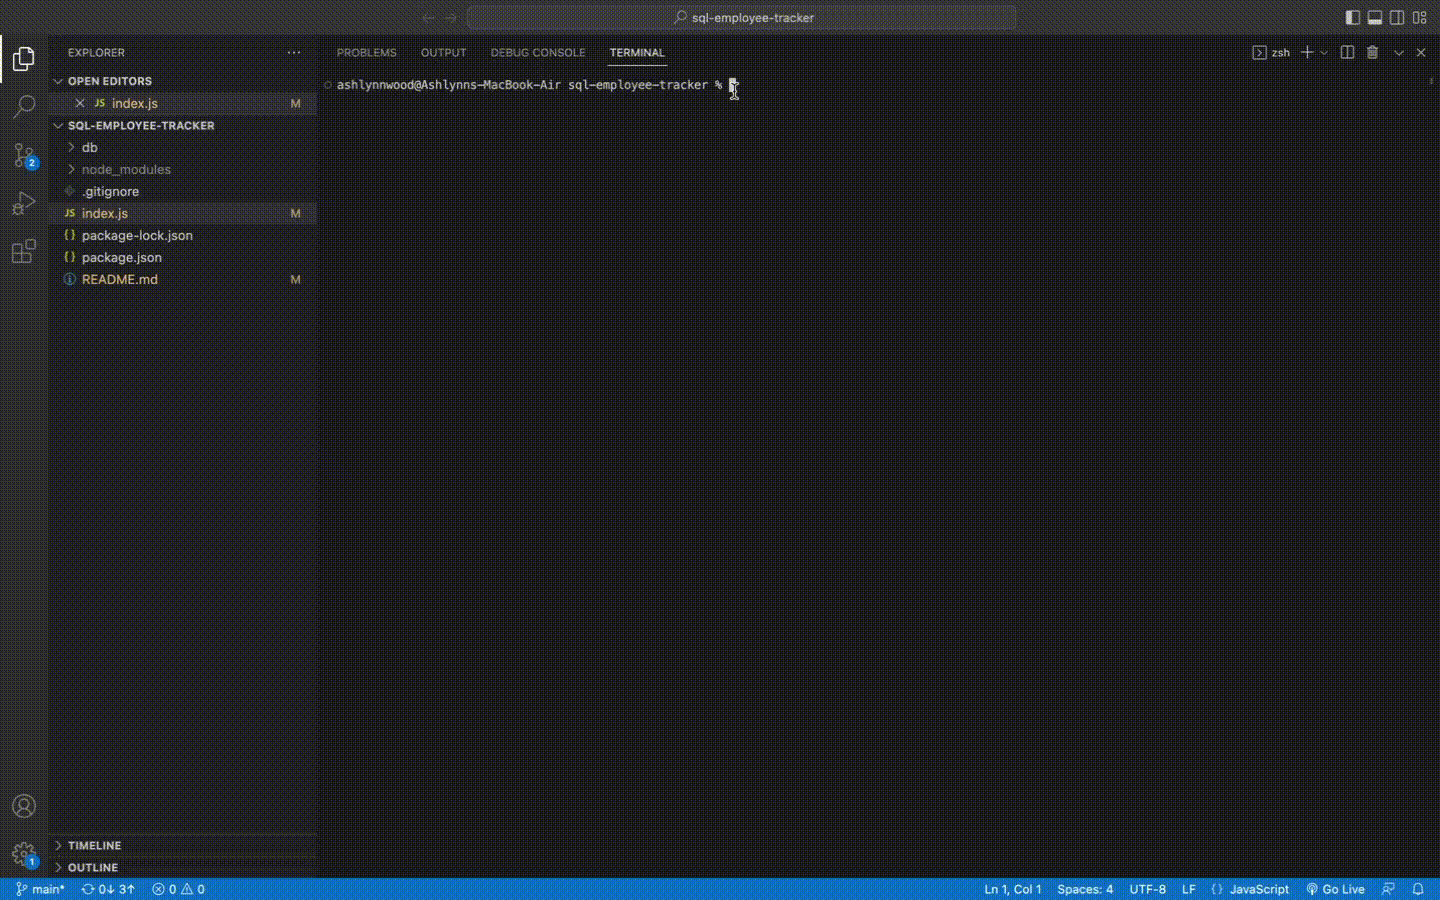 sql-employee-tracker
EXPLORER
PROBLEMS OUTPUT DEBUG CONSOLE TERMINAL
zsh
OPEN EDITORS
JS index.js M
SQL-EMPLOYEE-TRACKER
db
node_modules
.gitignore
JS index.js M
{} package-lock.json
{} package.json
README.md M
ashlynnwood@Ashlynns-MacBook-Air sql-employee-tracker %
2
1
TIMELINE
OUTLINE
main* 0↓ 3↑ 0 0
Ln 1, Col 1 Spaces: 4 UTF-8 LF {} JavaScript Go Live